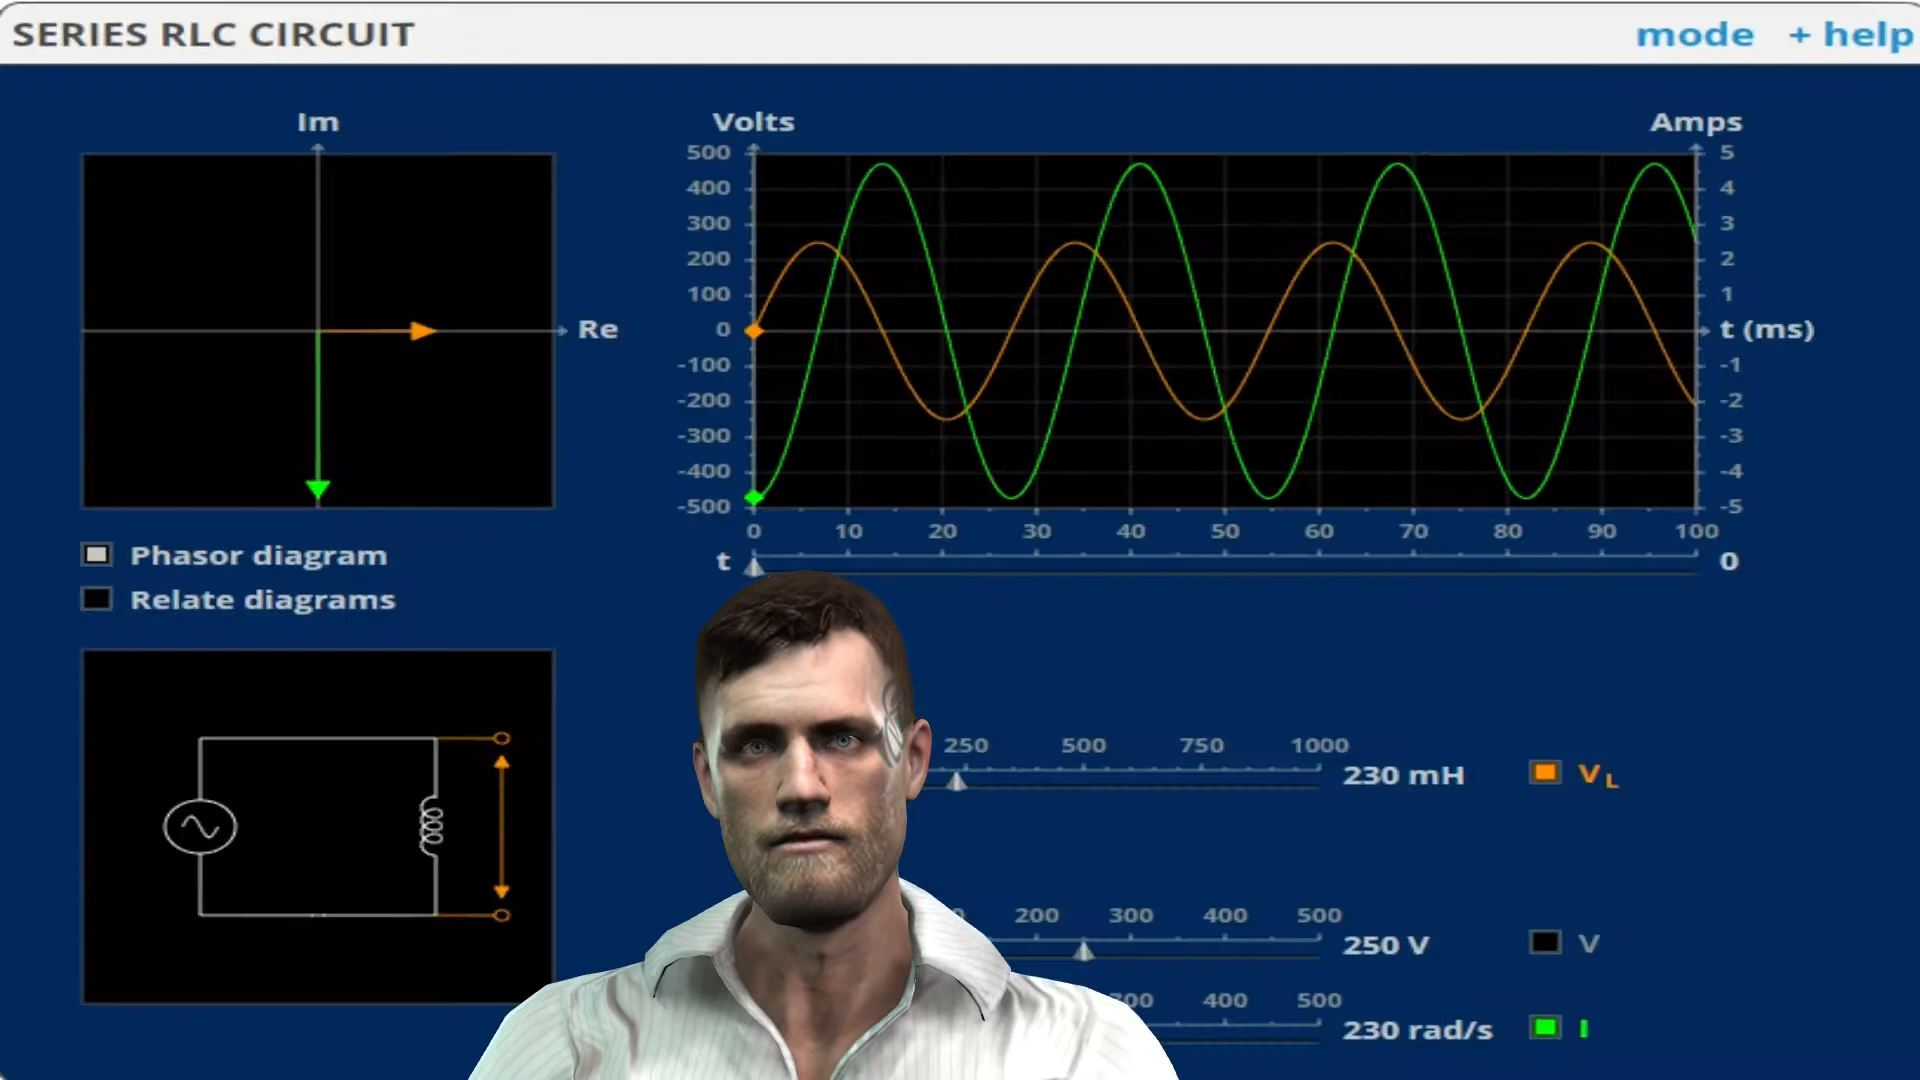 SERIES RLC CIRCUIT
mode + help
Im
Re
Phasor diagram
Relate diagrams
Volts
Amps
500
400
300
200
100
0
-100
-200
-300
-400
-500
5
4
3
2
1
t (ms)
-1
-2
-3
-4
-5
0 10 20 30 40 50 60 70 80 90 100
t
0
250 500 750 1000
230 mH
V L
200 300 400 500
250 V
V
400 500
230 rad/s
I